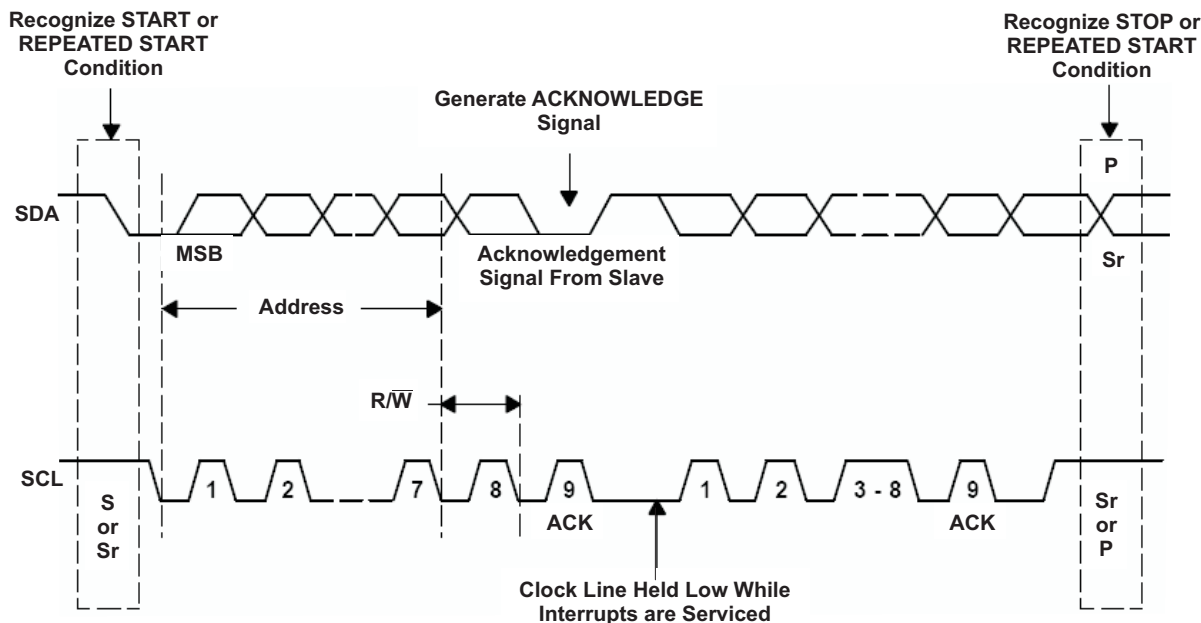 Recognize START or
REPEATED START
Condition
Recognize STOP or
REPEATED START
Condition
Generate ACKNOWLEDGE
Signal
P
SDA
MSB
Acknowledgement
Signal From Slave
Sr
Address
R/W̅
SCL
1
2
7
8
9
1
2
3 - 8
9
ACK
ACK
S
or
Sr
Sr
or
P
Clock Line Held Low While
Interrupts are Serviced